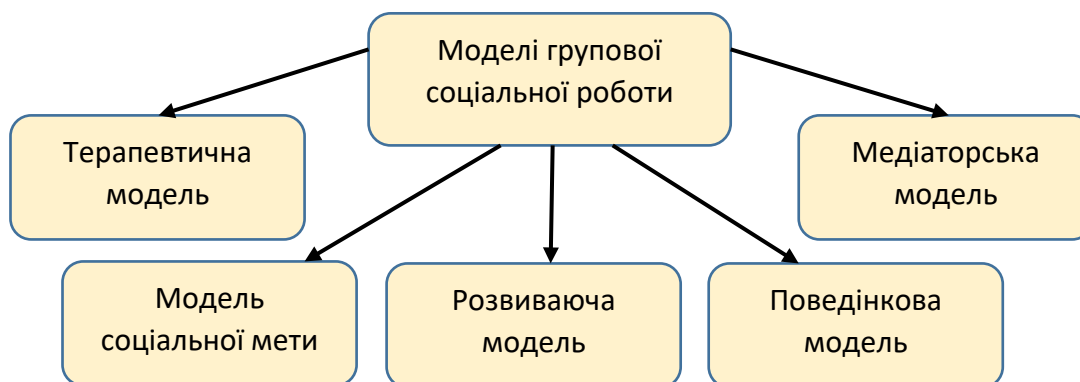 Моделі групової
соціальної роботи
Терапевтична
модель
Медіаторська
модель
Модель
соціальної мети
Розвиваюча
модель
Поведінкова
модель